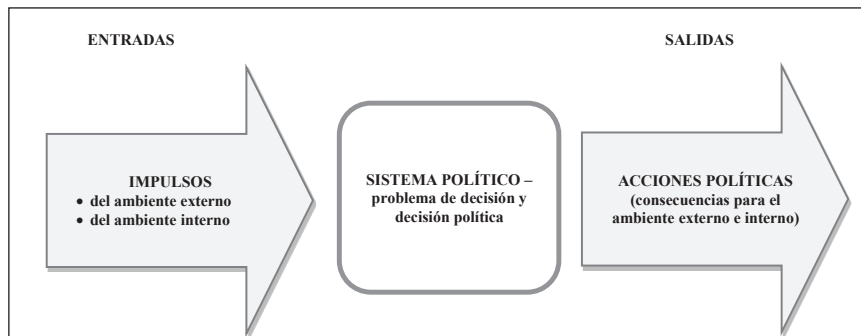 ENTRADAS
SALIDAS
IMPULSOS
• del ambiente externo
• del ambiente interno
SISTEMA POLÍTICO –
problema de decisión y
decisión política
ACCIONES POLÍTICAS
(consecuencias para el
ambiente externo e interno)